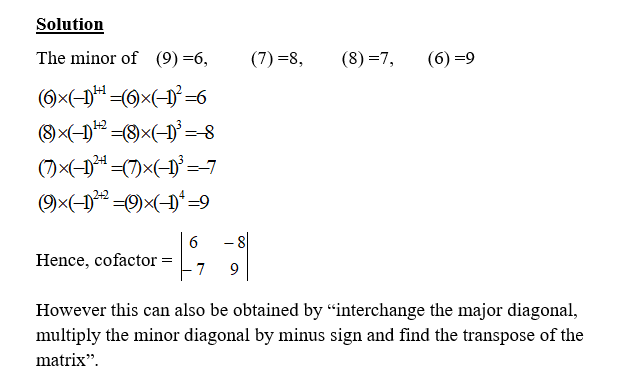 Solution
The minor of (9) =6, (7) =8, (8) =7, (6) =9
(6)×(–1)¹⁺¹ =(6)×(–1)² =6
(8)×(–1)¹⁺² =(8)×(–1)³ =–8
(7)×(–1)²⁺¹ =(7)×(–1)³ =–7
(9)×(–1)²⁺² =(9)×(–1)⁴ =9
Hence, cofactor = | 6 – 8 |
| – 7 9 |
However this can also be obtained by “interchange the major diagonal,
multiply the minor diagonal by minus sign and find the transpose of the
matrix”.